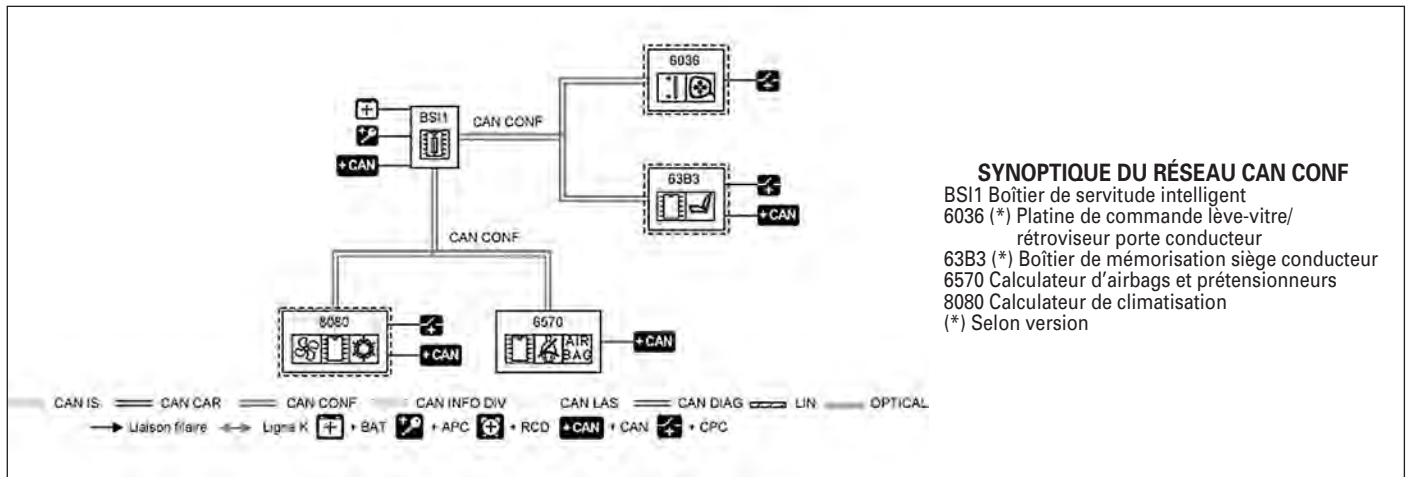 6036
BSI1
CAN CONF
+CAN
63B3
+CAN
CAN CONF
8080
+CAN
6570
AIR
BAG
+CAN
CAN IS CAN CAR CAN CONF CAN INFO DIV CAN LAS CAN DIAG LIN OPTICAL
Liaison filaire Ligne K + BAT + APC + RCD +CAN + CAN + CPC
SYNOPTIQUE DU RÉSEAU CAN CONF
BSI1 Boîtier de servitude intelligent
6036 (*) Platine de commande lève-vitre/
rétroviseur porte conducteur
63B3 (*) Boîtier de mémorisation siège conducteur
6570 Calculateur d'airbags et prétensionneurs
8080 Calculateur de climatisation
(*) Selon version